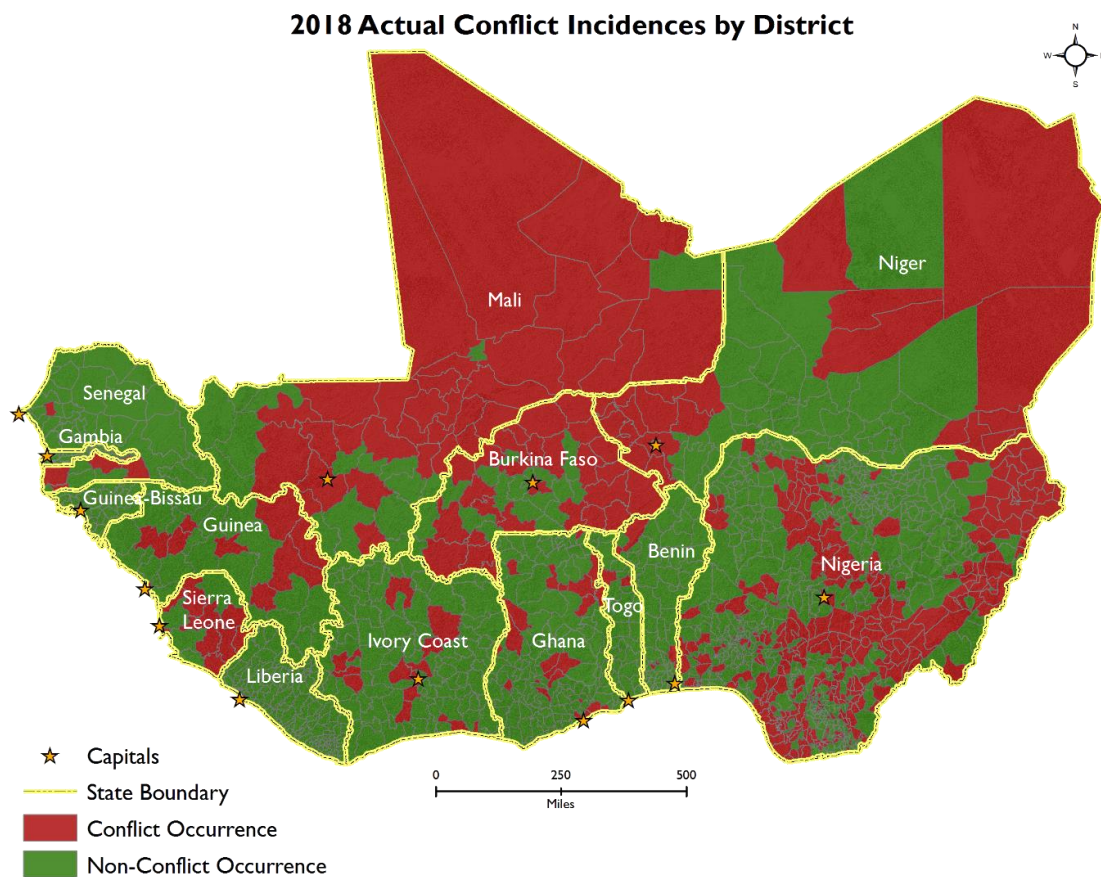 2018 Actual Conflict Incidences by District
N
W
S
Mali
Niger
Senegal
Gambia
Guinea-Bissau
Guinea
Burkina Faso
Benin
Nigeria
Sierra
Leone
Togo
Ivory Coast
Ghana
Liberia
Capitals
State Boundary
Conflict Occurrence
Non-Conflict Occurrence
0 250 500
Miles